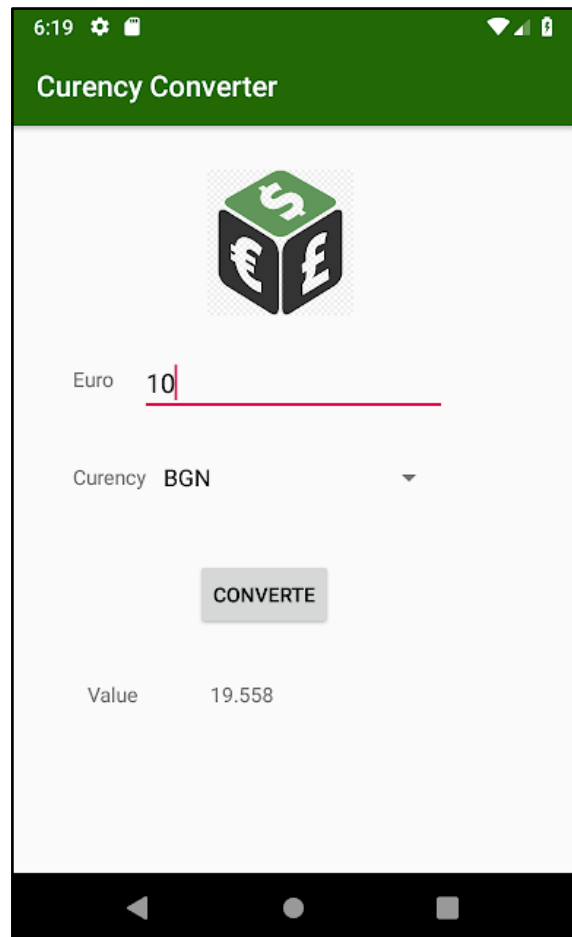 6:19
Curency Converter
$
€ £
Euro 10
Curency BGN
CONVERTE
Value 19.558